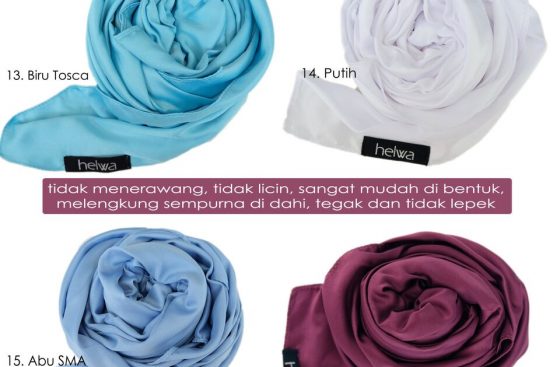 13. Biru Tosca
14. Putih
helwa
helwa
tidak menerawang, tidak licin, sangat mudah di bentuk,
melengkung sempurna di dahi, tegak dan tidak lepek
15. Abu SMA